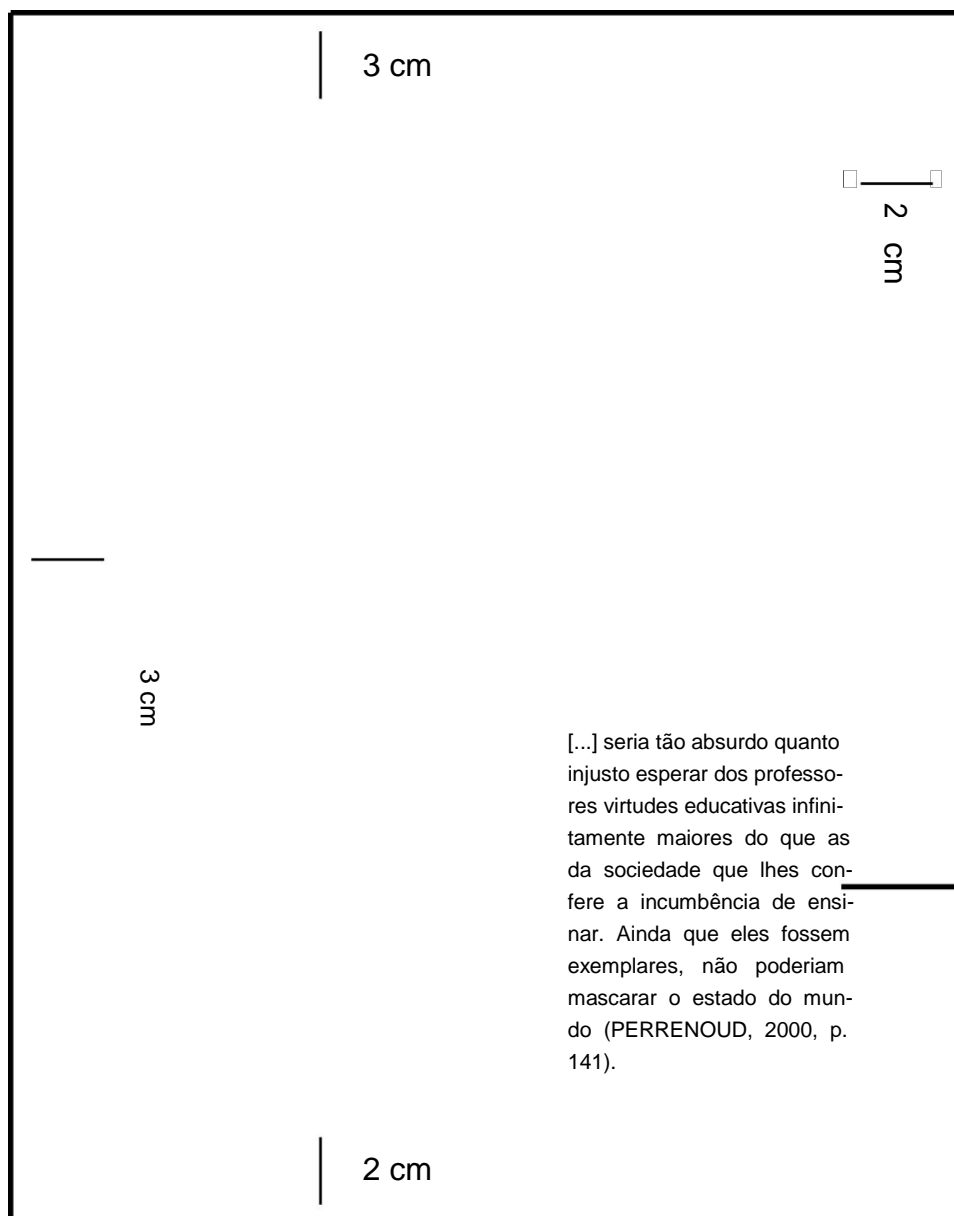 3 cm
2 cm
3 cm
[...] seria tão absurdo quanto
injusto esperar dos professo-
res virtudes educativas infini-
tamente maiores do que as
da sociedade que lhes con-
fere a incumbência de ensi-
nar. Ainda que eles fossem
exemplares, não poderiam
mascarar o estado do mun-
do (PERRENOUD, 2000, p.
141).
2 cm